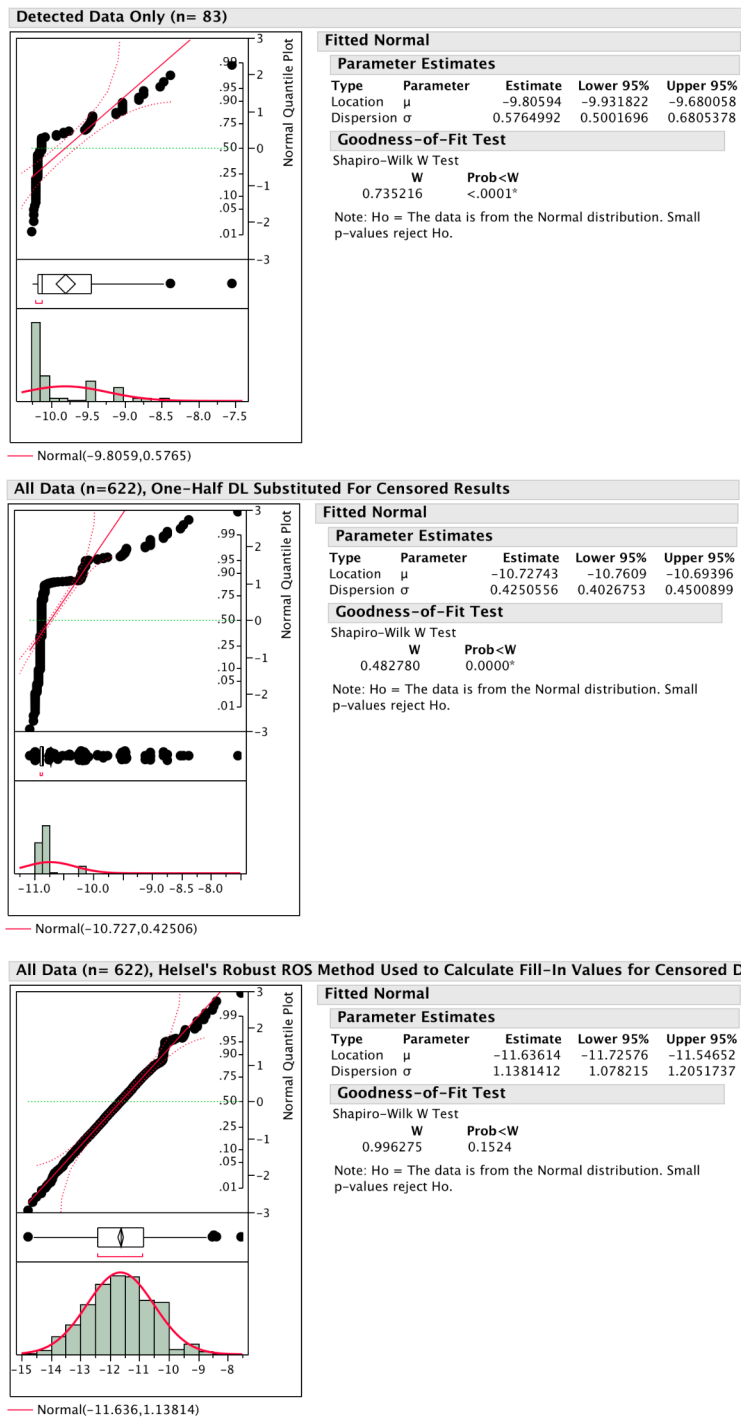 Detected Data Only (n= 83)
3
.99
2
.95
.90
1
.75
.50
0
.25
-1
.10
.05
-2
.01
-3
Normal Quantile Plot
-10.0 -9.5 -9.0 -8.5 -8.0 -7.5
Normal(-9.8059,0.5765)
Fitted Normal
Parameter Estimates
Type Parameter Estimate Lower 95% Upper 95%
Location μ -9.80594 -9.931822 -9.680058
Dispersion σ 0.5764992 0.5001696 0.6805378
Goodness-of-Fit Test
Shapiro-Wilk W Test
W Prob<W
0.735216 <.0001*
Note: Ho = The data is from the Normal distribution. Small
p-values reject Ho.
All Data (n=622), One-Half DL Substituted For Censored Results
3
.99
2
.95
.90
1
.75
.50
0
.25
-1
.10
.05
-2
.01
-3
Normal Quantile Plot
-11.0 -10.0 -9.0 -8.5 -8.0
Normal(-10.727,0.42506)
Fitted Normal
Parameter Estimates
Type Parameter Estimate Lower 95% Upper 95%
Location μ -10.72743 -10.7609 -10.69396
Dispersion σ 0.4250556 0.4026753 0.4500899
Goodness-of-Fit Test
Shapiro-Wilk W Test
W Prob<W
0.482780 0.0000*
Note: Ho = The data is from the Normal distribution. Small
p-values reject Ho.
All Data (n= 622), Helsel's Robust ROS Method Used to Calculate Fill-In Values for Censored D
3
.99
2
.95
.90
1
.75
.50
0
.25
-1
.10
.05
-2
.01
-3
Normal Quantile Plot
-15 -14 -13 -12 -11 -10 -9 -8
Normal(-11.636,1.13814)
Fitted Normal
Parameter Estimates
Type Parameter Estimate Lower 95% Upper 95%
Location μ -11.63614 -11.72576 -11.54652
Dispersion σ 1.1381412 1.078215 1.2051737
Goodness-of-Fit Test
Shapiro-Wilk W Test
W Prob<W
0.996275 0.1524
Note: Ho = The data is from the Normal distribution. Small
p-values reject Ho.